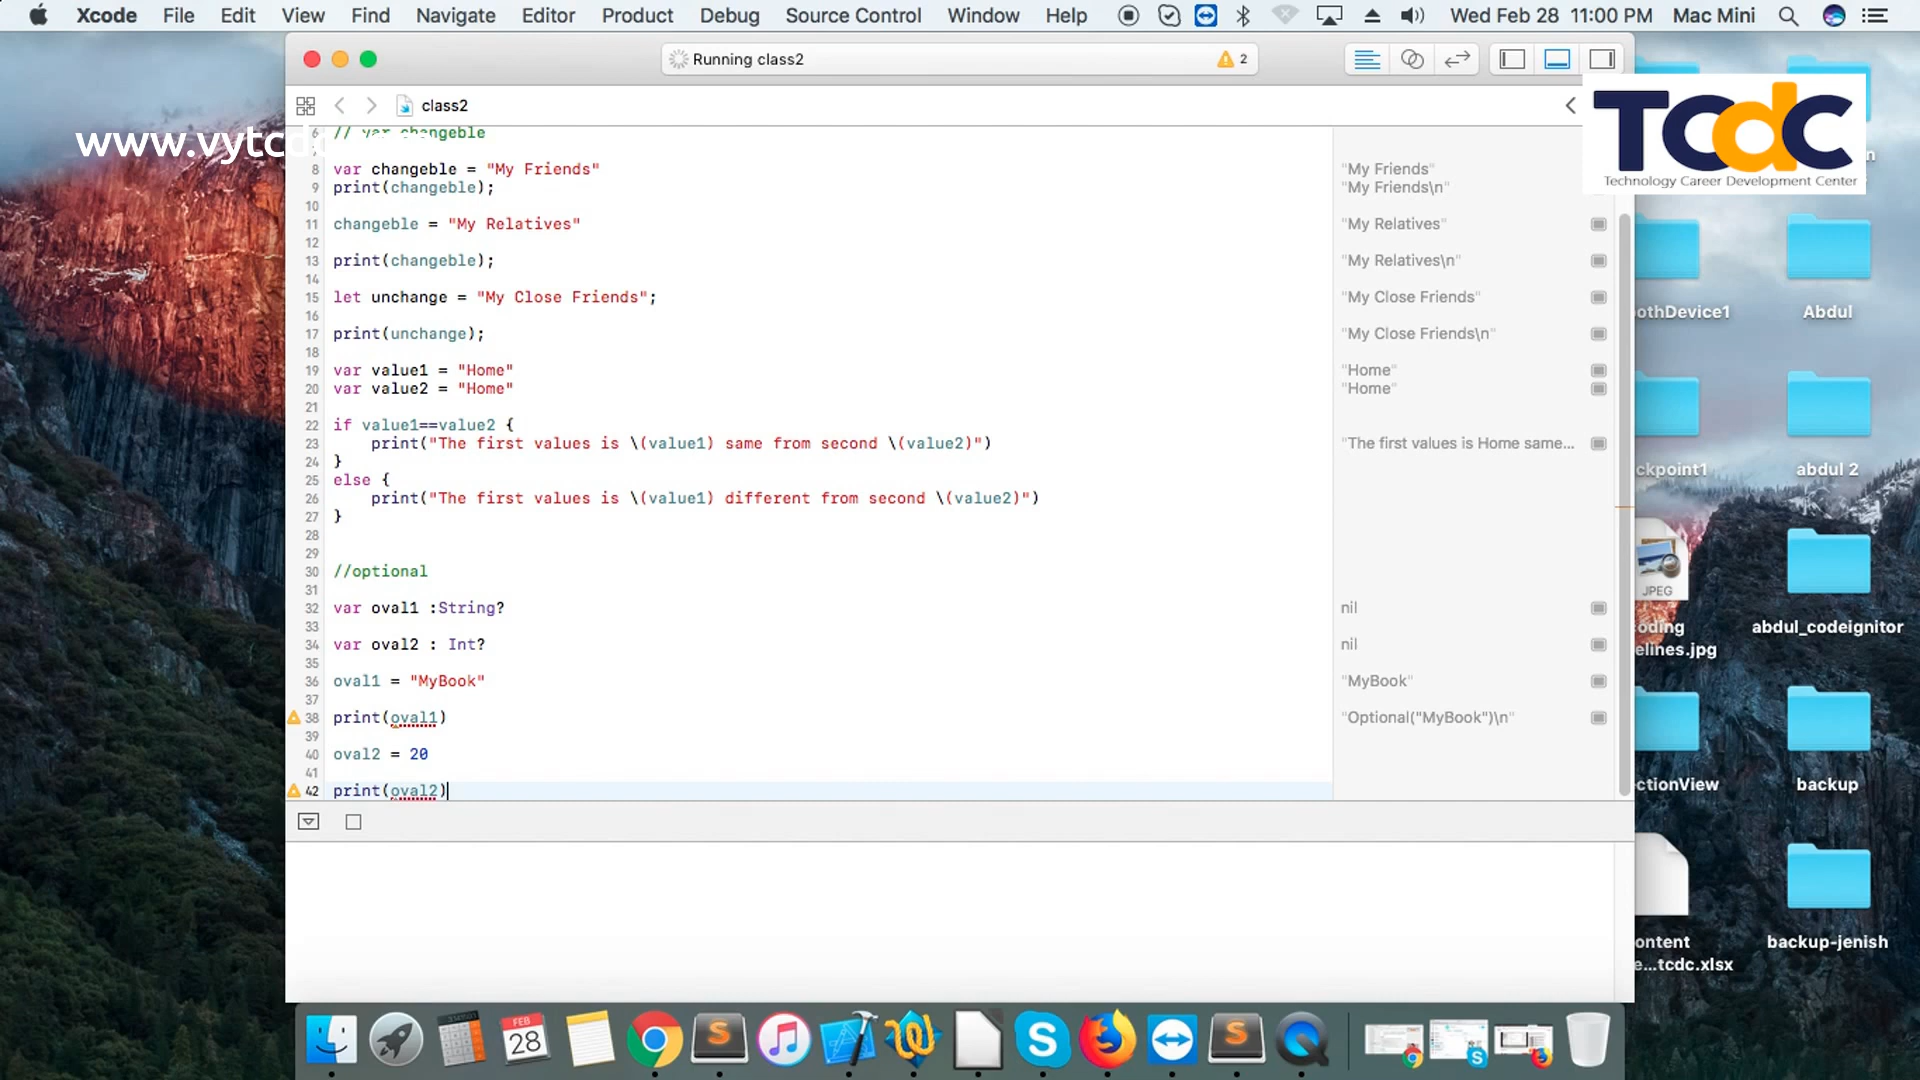 Xcode File Edit View Find Navigate Editor Product Debug Source Control Window Help Wed Feb 28 11:00 PM Mac Mini
Running class2 2
class2
TCdC
Technology Career Development Center
www.vytcdc
6 // var changeble
8 var changeble = "My Friends" "My Friends"
9 print(changeble); "My Friends\n"
10
11 changeble = "My Relatives" "My Relatives"
12
13 print(changeble); "My Relatives\n"
14
15 let unchange = "My Close Friends"; "My Close Friends"
16
17 print(unchange); "My Close Friends\n"
18
19 var value1 = "Home" "Home"
20 var value2 = "Home" "Home"
21
22 if value1==value2 {
23 print("The first values is \(value1) same from second \(value2)") "The first values is Home same...
24 }
25 else {
26 print("The first values is \(value1) different from second \(value2)")
27 }
28
29
30 //optional
31
32 var oval1 :String? nil
33
34 var oval2 : Int? nil
35
36 oval1 = "MyBook" "MyBook"
37
38 print(oval1) "Optional("MyBook")\n"
39
40 oval2 = 20
41
42 print(oval2)
othDevice1 Abdul
ckpoint1 abdul 2
JPEG
oding abdul_codeignitor
elines.jpg
ctionView backup
ontent backup-jenish
e...tcdc.xlsx
FEB
28